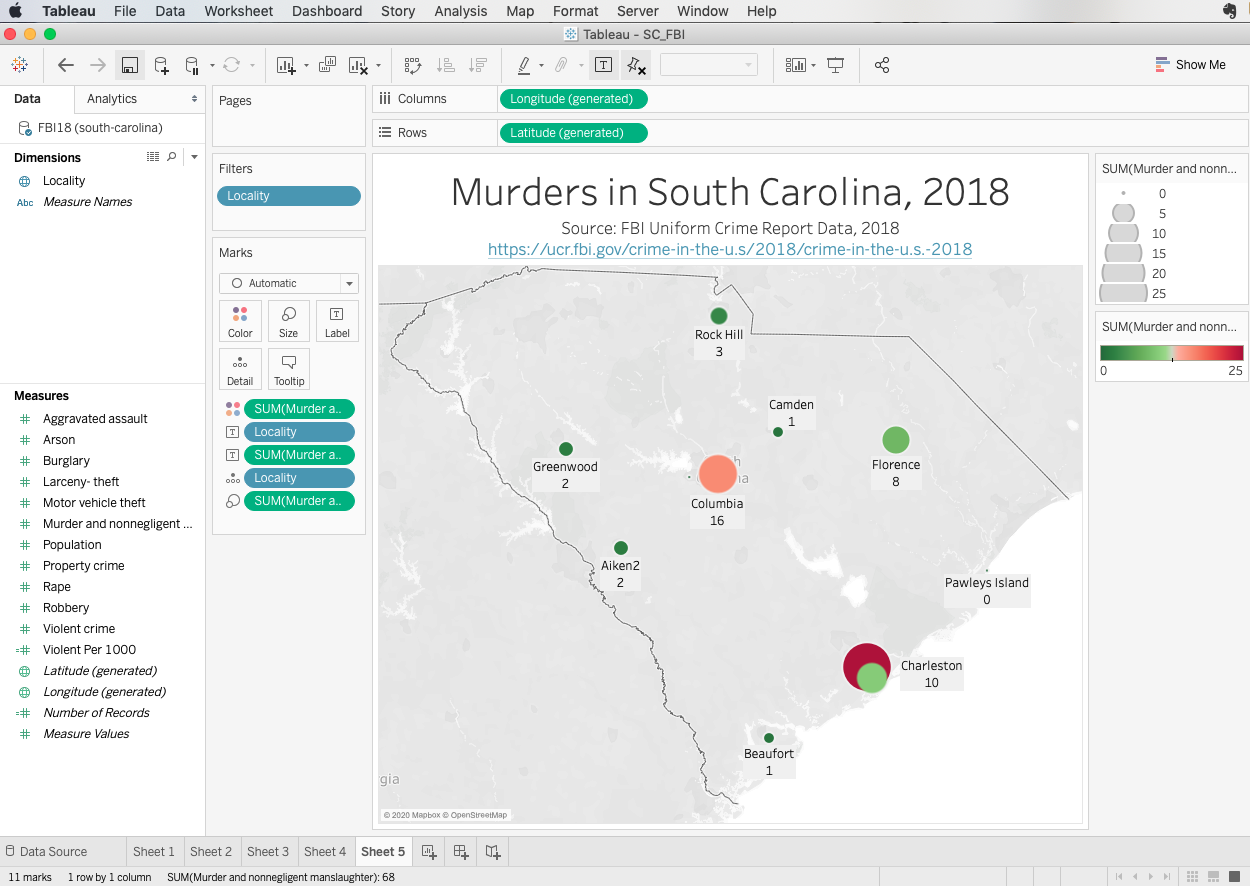 Tableau File Data Worksheet Dashboard Story Analysis Map Format Server Window Help
Tableau - SC_FBI
Show Me
Data Analytics
FBI18 (south-carolina)
Dimensions
Locality
Abc Measure Names
Measures
Aggravated assault
Arson
Burglary
Larceny- theft
Motor vehicle theft
Murder and nonnegligent ...
Population
Property crime
Rape
Robbery
Violent crime
Violent Per 1000
Latitude (generated)
Longitude (generated)
Number of Records
Measure Values
Pages
Filters
Locality
Marks
Automatic
Color Size Label
Detail Tooltip
SUM(Murder a..
Locality
SUM(Murder a..
Locality
SUM(Murder a..
Columns Longitude (generated)
Rows Latitude (generated)
Murders in South Carolina, 2018
Source: FBI Uniform Crime Report Data, 2018
https://ucr.fbi.gov/crime-in-the-u.s/2018/crime-in-the-u.s.-2018
Rock Hill
3
Camden
1
Greenwood
2
Florence
8
Columbia
16
Aiken2
2
Pawleys Island
0
Charleston
10
Beaufort
1
gia
© 2020 Mapbox © OpenStreetMap
SUM(Murder and nonn...
0
5
10
15
20
25
SUM(Murder and nonn...
0 25
Data Source Sheet 1 Sheet 2 Sheet 3 Sheet 4 Sheet 5
11 marks 1 row by 1 column SUM(Murder and nonnegligent manslaughter): 68